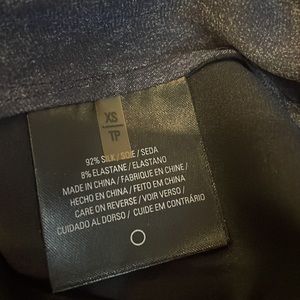 XS
TP
92% SILK / SOIE / SEDA
8% ELASTANE / ELASTANO
MADE IN CHINA / FABRIQUE EN CHINE /
HECHO EN CHINA / FEITO EM CHINA
CARE ON REVERSE / VOIR VERSO /
CUIDADO AL DORSO / CUIDE EM CONTRÁRIO